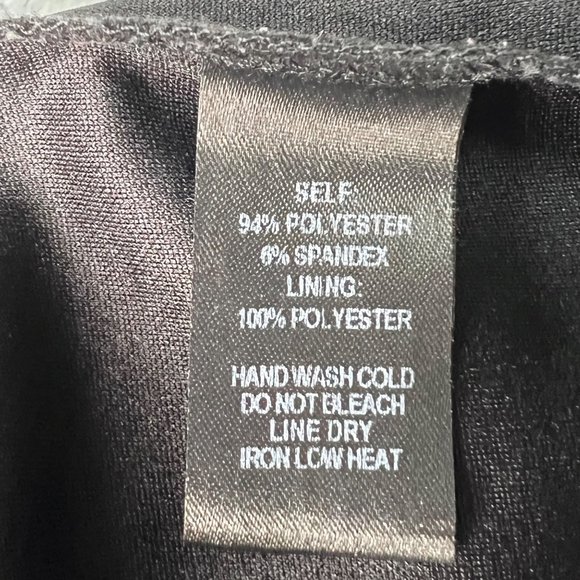 SELF:
94% POLYESTER
6% SPANDEX
LINING:
100% POLYESTER
HAND WASH COLD
DO NOT BLEACH
LINE DRY
IRON LOW HEAT